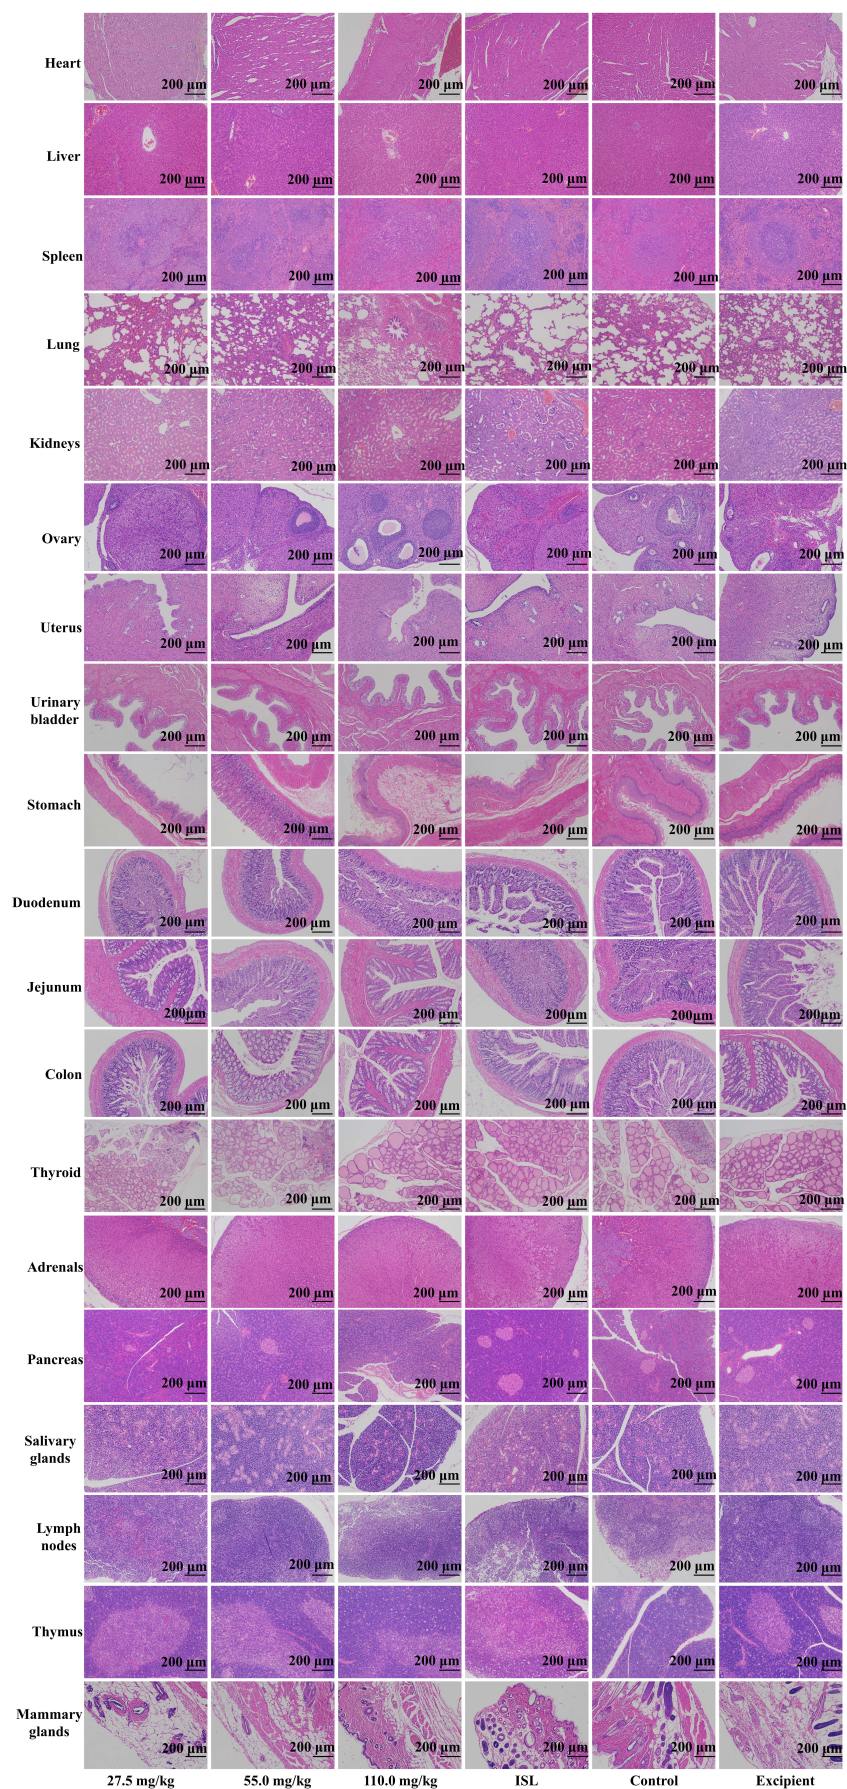 Heart 200 µm 200 µm 200 µm 200 µm 200 µm 200 µm
Liver 200 µm 200 µm 200 µm 200 µm 200 µm 200 µm
Spleen 200 µm 200 µm 200 µm 200 µm 200 µm 200 µm
Lung 200 µm 200 µm 200 µm 200 µm 200 µm 200 µm
Kidneys 200 µm 200 µm 200 µm 200 µm 200 µm 200 µm
Ovary 200 µm 200 µm 200 µm 200 µm 200 µm 200 µm
Uterus 200 µm 200 µm 200 µm 200 µm 200 µm 200 µm
Urinary
bladder 200 µm 200 µm 200 µm 200 µm 200 µm 200 µm
Stomach 200 µm 200 µm 200 µm 200 µm 200 µm 200 µm
Duodenum 200 µm 200 µm 200 µm 200 µm 200 µm 200 µm
Jejunum 200µm 200 µm 200 µm 200µm 200µm 200µm
Colon 200 µm 200 µm 200 µm 200 µm 200 µm 200 µm
Thyroid 200 µm 200 µm 200 µm 200 µm 200 µm 200 µm
Adrenals 200 µm 200 µm 200 µm 200 µm 200 µm 200 µm
Pancreas 200 µm 200 µm 200 µm 200 µm 200 µm 200 µm
Salivary
glands 200 µm 200 µm 200 µm 200 µm 200 µm 200 µm
Lymph
nodes 200 µm 200 µm 200 µm 200 µm 200 µm 200 µm
Thymus 200 µm 200 µm 200 µm 200 µm 200 µm 200 µm
Mammary
glands 200 µm 200 µm 200 µm 200 µm 200 µm 200 µm
27.5 mg/kg 55.0 mg/kg 110.0 mg/kg ISL Control Excipient